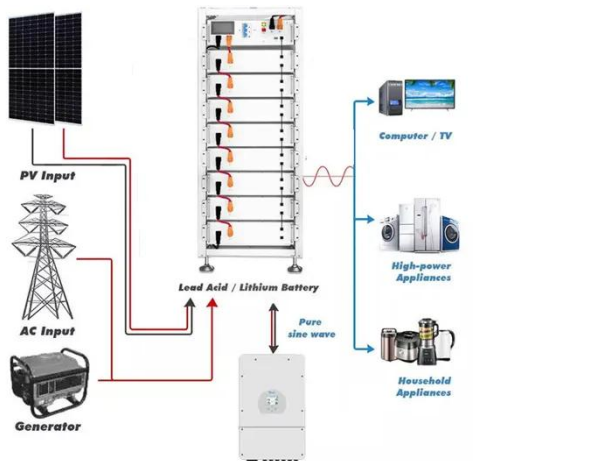 PV Input
Computer / TV
High-power
Appliances
Lead Acid / Lithium Battery
AC Input
Pure
sine wave
Household
Appliances
Generator